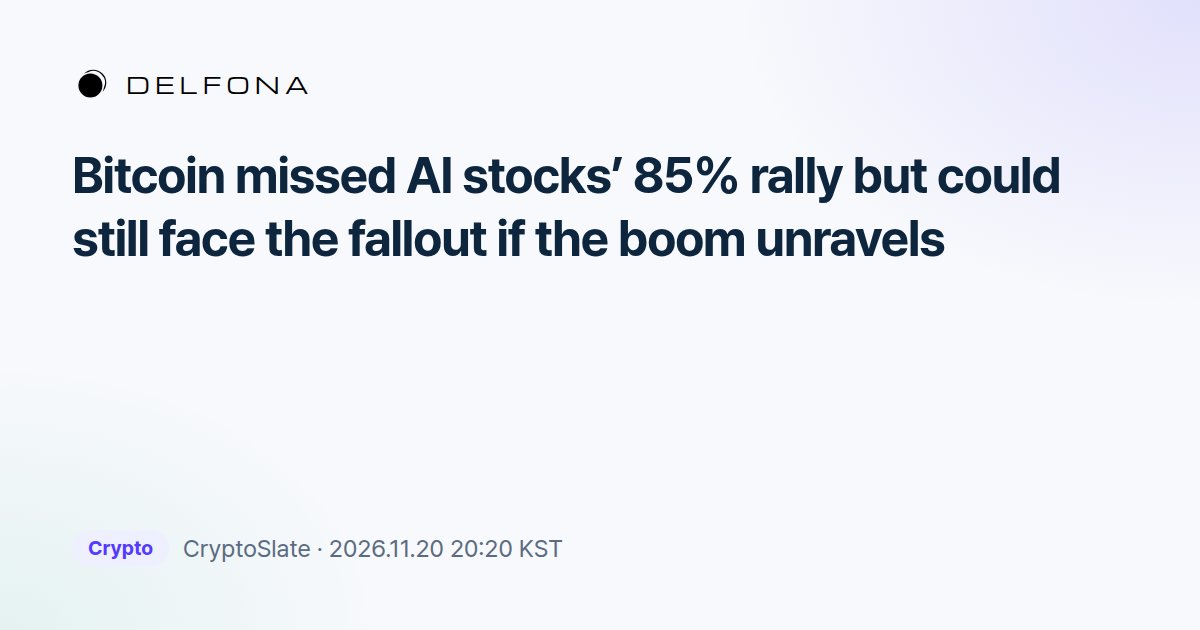 DELFONA
Bitcoin missed AI stocks’ 85% rally but could
still face the fallout if the boom unravels
Crypto CryptoSlate · 2026.11.20 20:20 KST